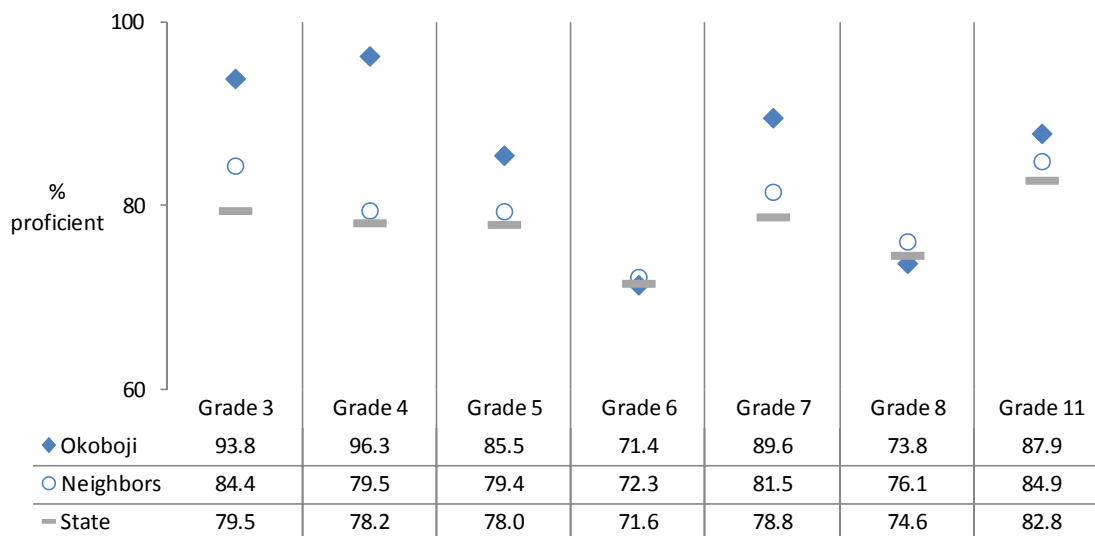 100
80
%
proficient
60
Grade 3 Grade 4 Grade 5 Grade 6 Grade 7 Grade 8 Grade 11
Okoboji 93.8 96.3 85.5 71.4 89.6 73.8 87.9
Neighbors 84.4 79.5 79.4 72.3 81.5 76.1 84.9
State 79.5 78.2 78.0 71.6 78.8 74.6 82.8